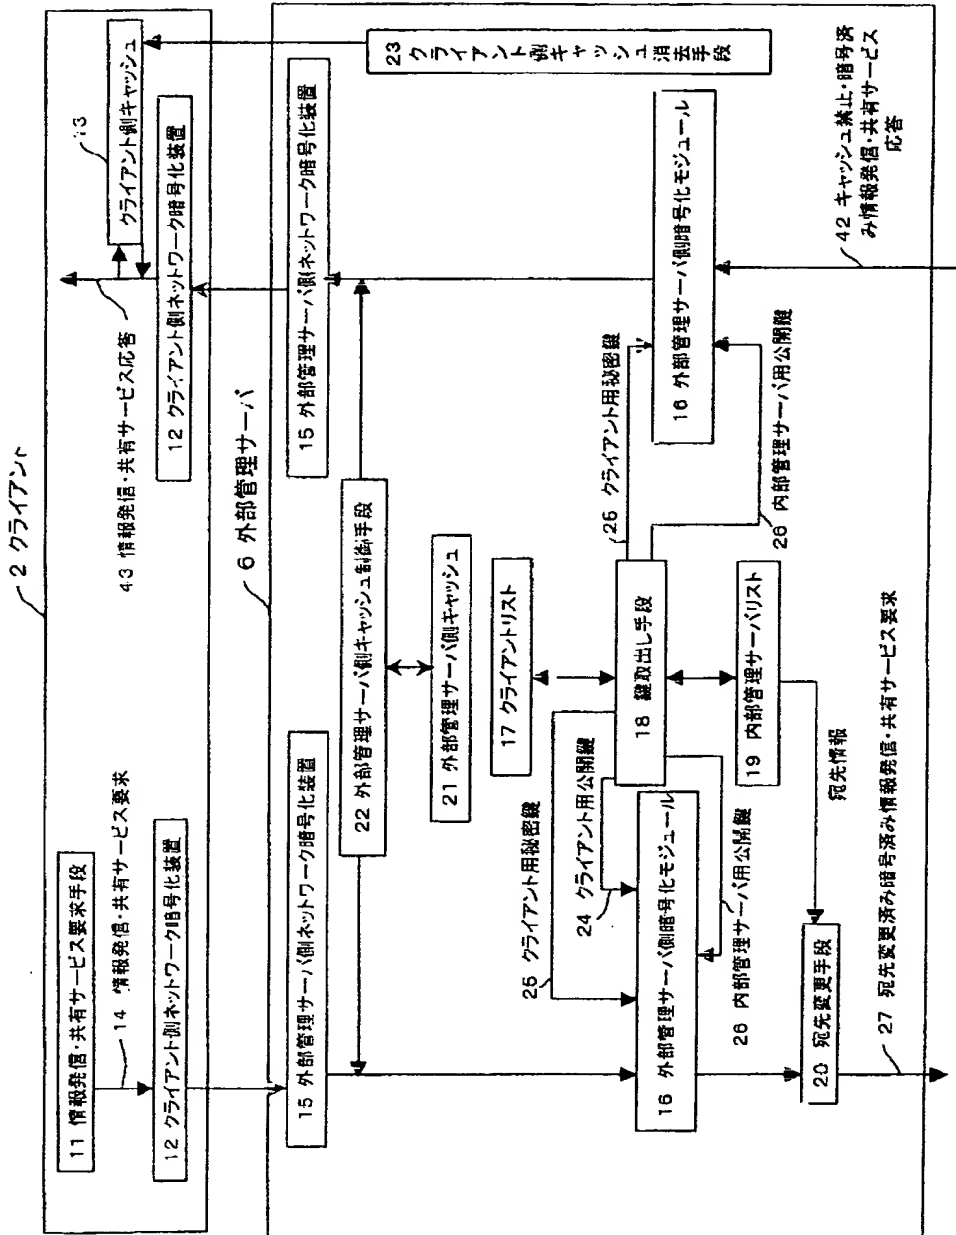 2 クライアント
11 情報発信・共有サービス要求手段
14 情報発信・共有サービス要求
12 クライアント側ネットワーク暗号化装置
43 情報発信・共有サービス応答
12 クライアント側ネットワーク暗号化装置
クライアント側キャッシュ
13
6 外部管理サーバ
15 外部管理サーバ側ネットワーク暗号化装置
15 外部管理サーバ側ネットワーク暗号化装置
23 クライアント側キャッシュ消去手段
22 外部管理サーバ側キャッシュ制御手段
21 外部管理サーバ側キャッシュ
17 クライアントリスト
25 クライアント用秘密鍵
24 クライアント用公開鍵
18 鍵取出し手段
26 クライアント用秘密鍵
16 外部管理サーバ側暗号化モジュール
16 外部管理サーバ側暗号化モジュール
26 内部管理サーバ用公開鍵
26 内部管理サーバ用公開鍵
19 内部管理サーバリスト
宛先情報
20 宛先変更手段
27 宛先変更済み暗号済み情報発信・共有サービス要求
42 キャッシュ禁止・暗号済
み情報発信・共有サービス
応答